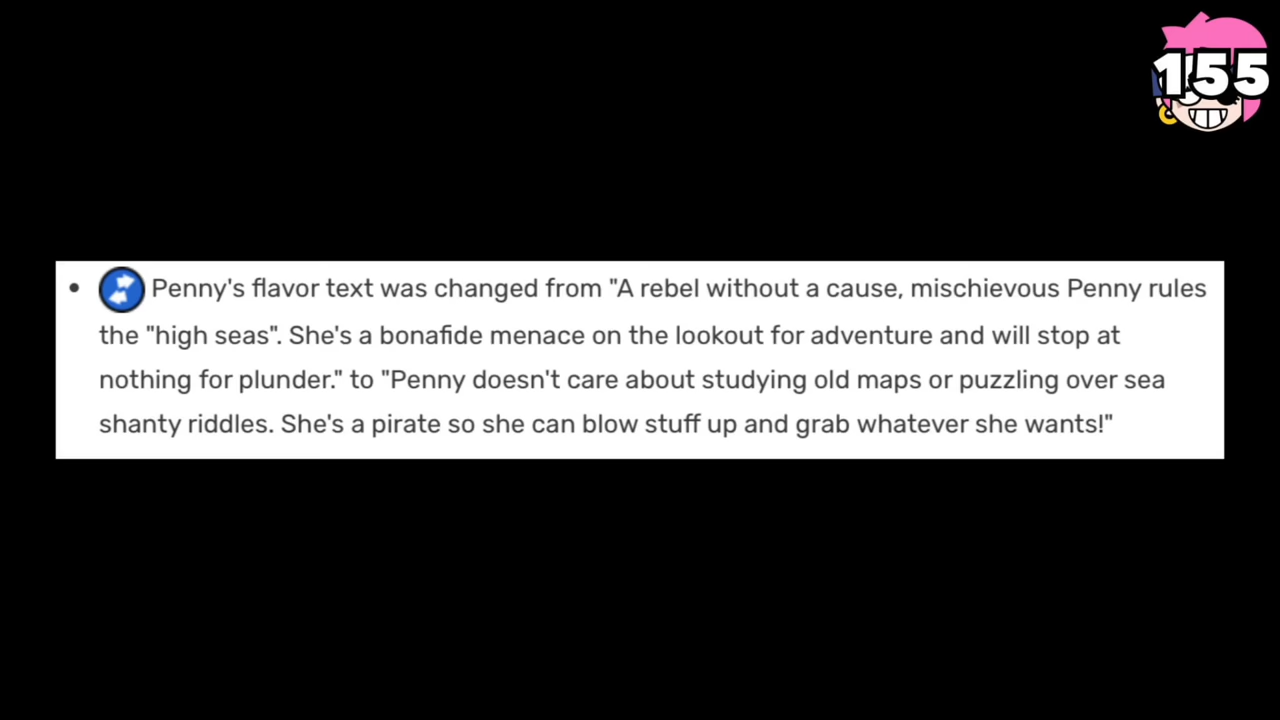 155
• Penny's flavor text was changed from "A rebel without a cause, mischievous Penny rules
the "high seas". She's a bonafide menace on the lookout for adventure and will stop at
nothing for plunder." to "Penny doesn't care about studying old maps or puzzling over sea
shanty riddles. She's a pirate so she can blow stuff up and grab whatever she wants!"